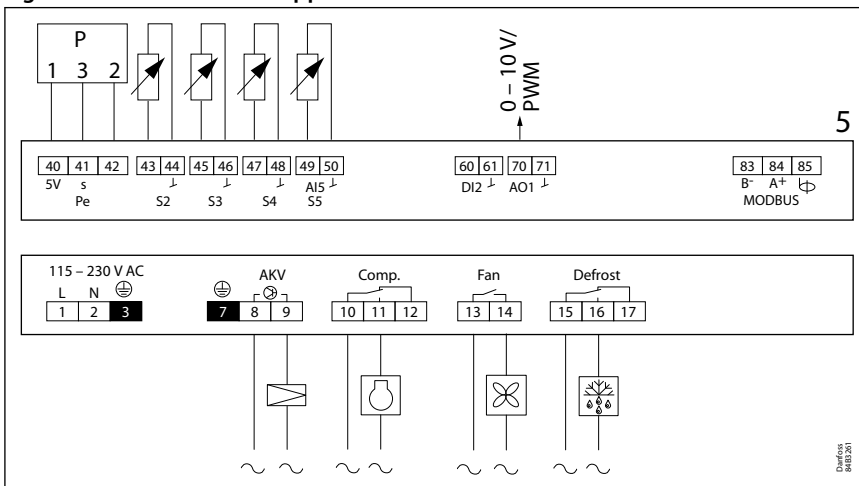 P
1 3 2
0 – 10 V/
PWM
5
40 41 42 43 44 45 46 47 48 49 50 60 61 70 71 83 84 85
5V s AI5 DI2 AO1 B- A+
Pe S2 S3 S4 S5 MODBUS
115 – 230 V AC AKV Comp. Fan Defrost
L N
1 2 3 7 8 9 10 11 12 13 14 15 16 17
Danfoss
84B3261